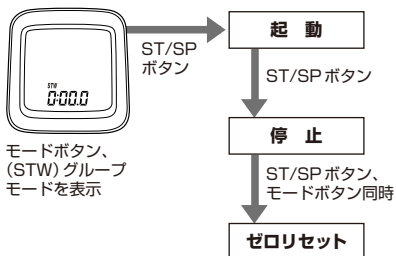 STW
0:00.0
モードボタン、
(STW)グループ
モードを表示
ST/SP
ボタン
起 動
ST/SPボタン
停 止
ST/SPボタン、
モードボタン同時
ゼロリセット